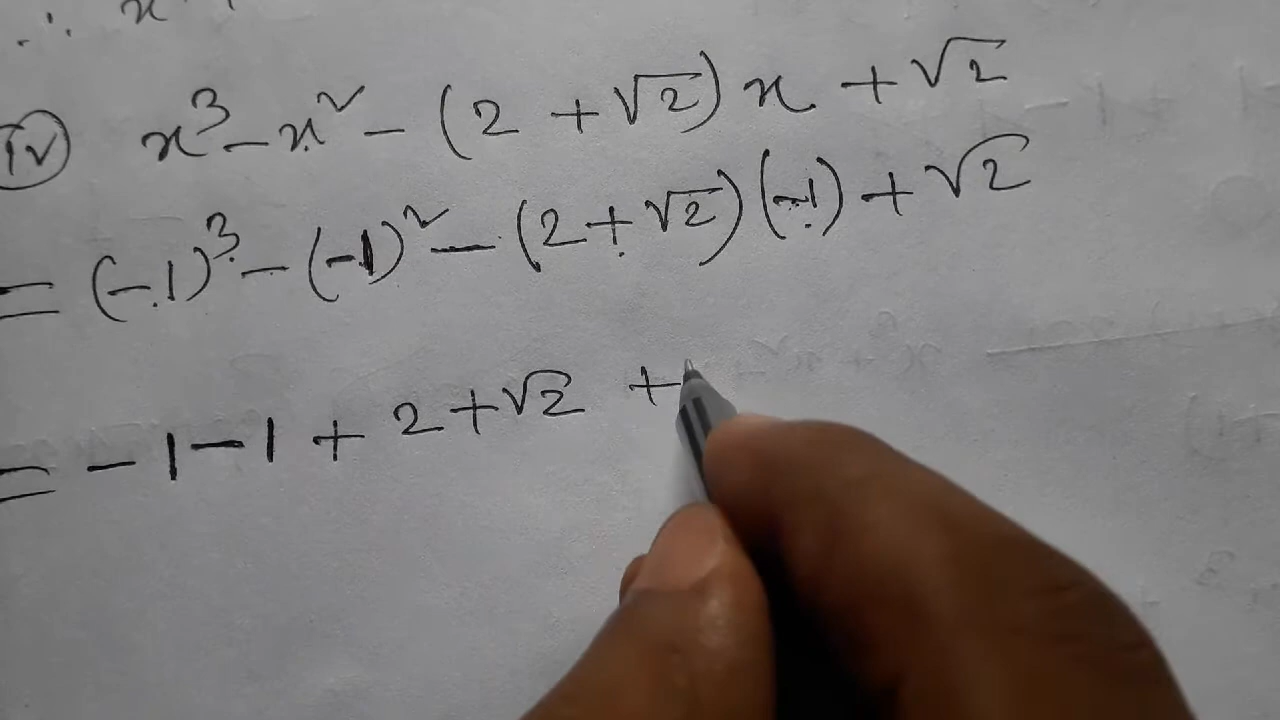 ∴ x
(iv) x³ - x² - (2 + √2)x + √2
= (-1)³ - (-1)² - (2 + √2)(-1) + √2
= -1 - 1 + 2 + √2 +